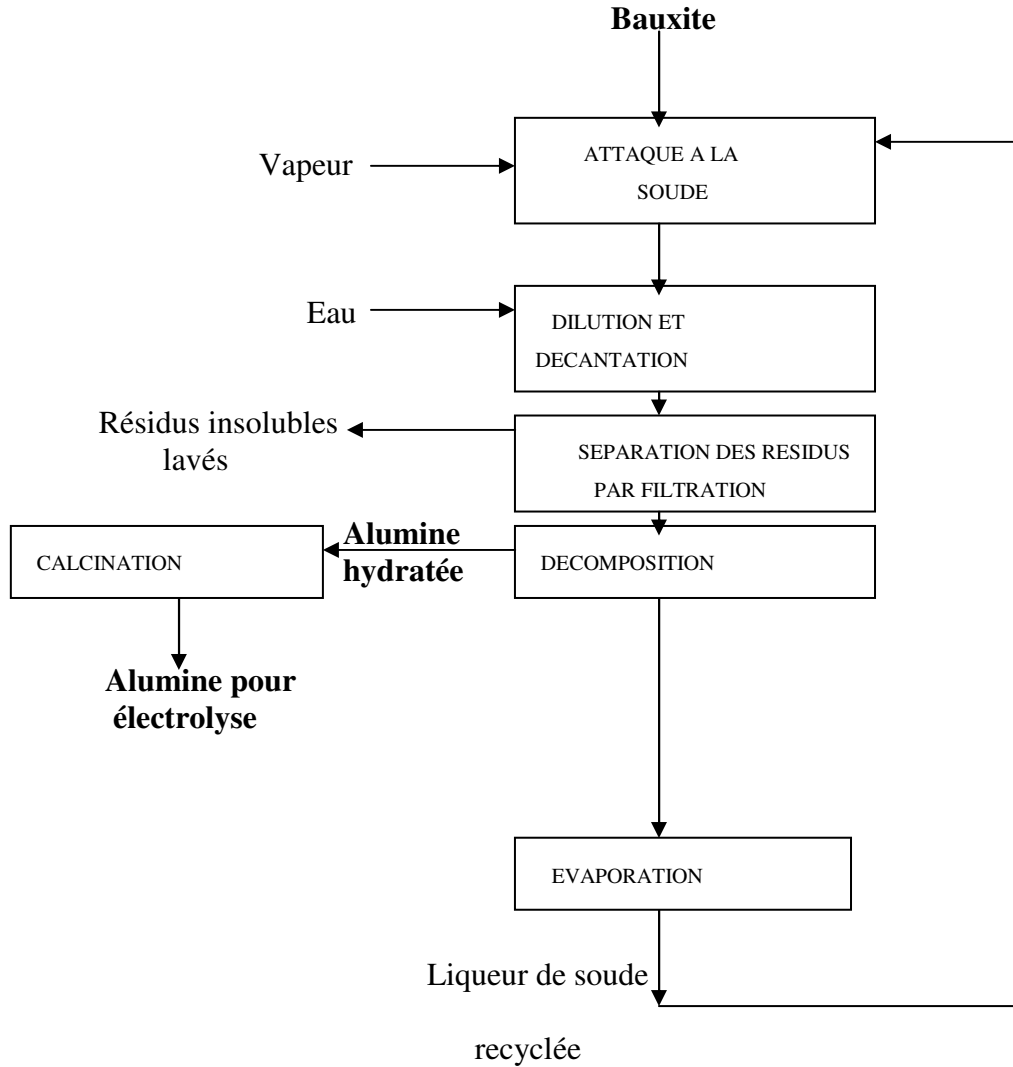 Bauxite
ATTAQUE A LA
SOUDE
Vapeur
Eau
DILUTION ET
DECANTATION
Résidus insolubles
lavés
SEPARATION DES RESIDUS
PAR FILTRATION
Alumine
hydratée
CALCINATION
DECOMPOSITION
Alumine pour
électrolyse
EVAPORATION
Liqueur de soude
recyclée